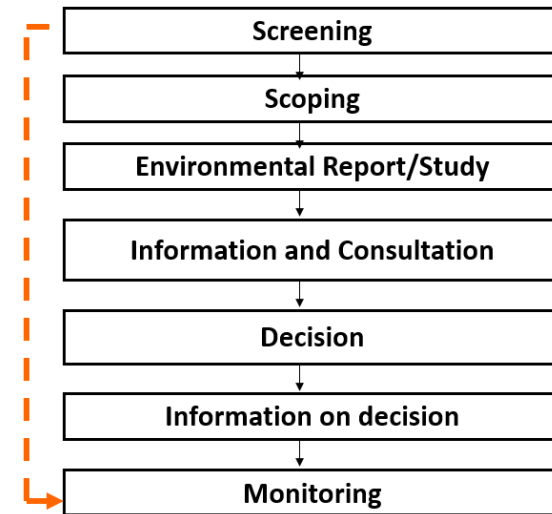 Screening
Scoping
Environmental Report/Study
Information and Consultation
Decision
Information on decision
Monitoring